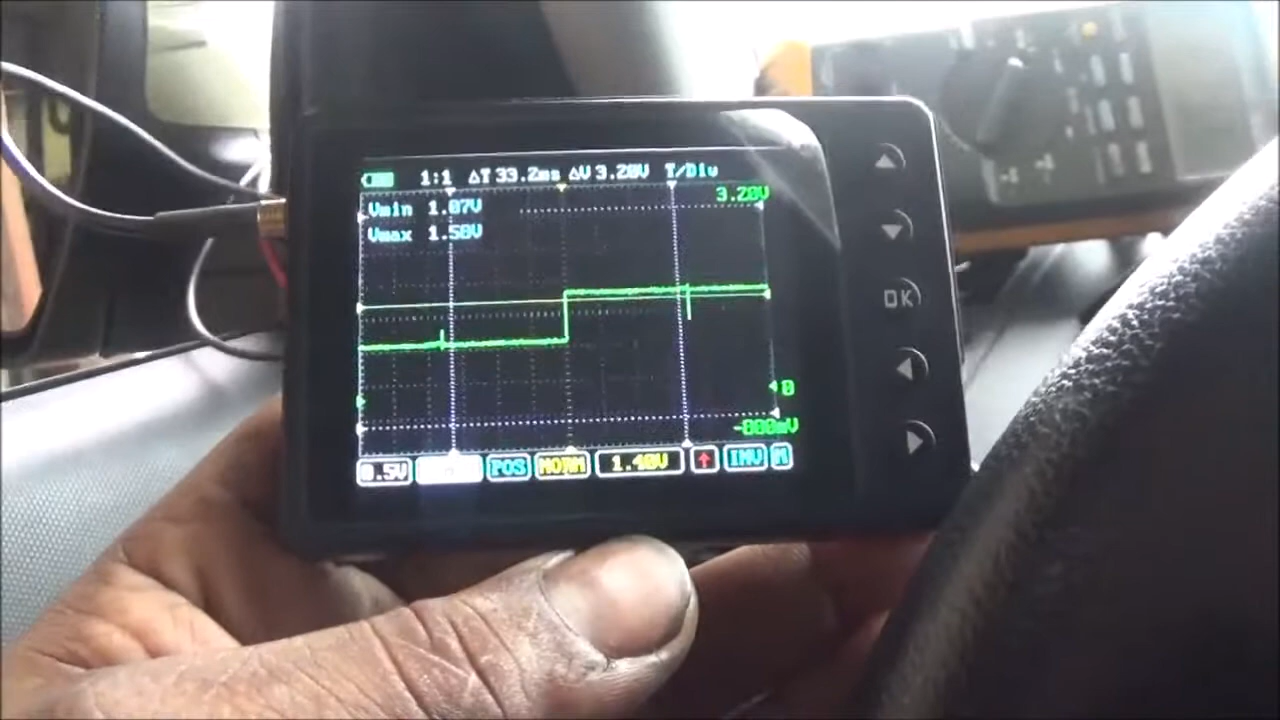 1:1 ΔT 33.2ms ΔV 3.20V T/Div
3.20V
Vmin 1.07V
Vmax 1.50V
OK
0
-800mV
0.5V POS NORM 1.40V ↑ INV M